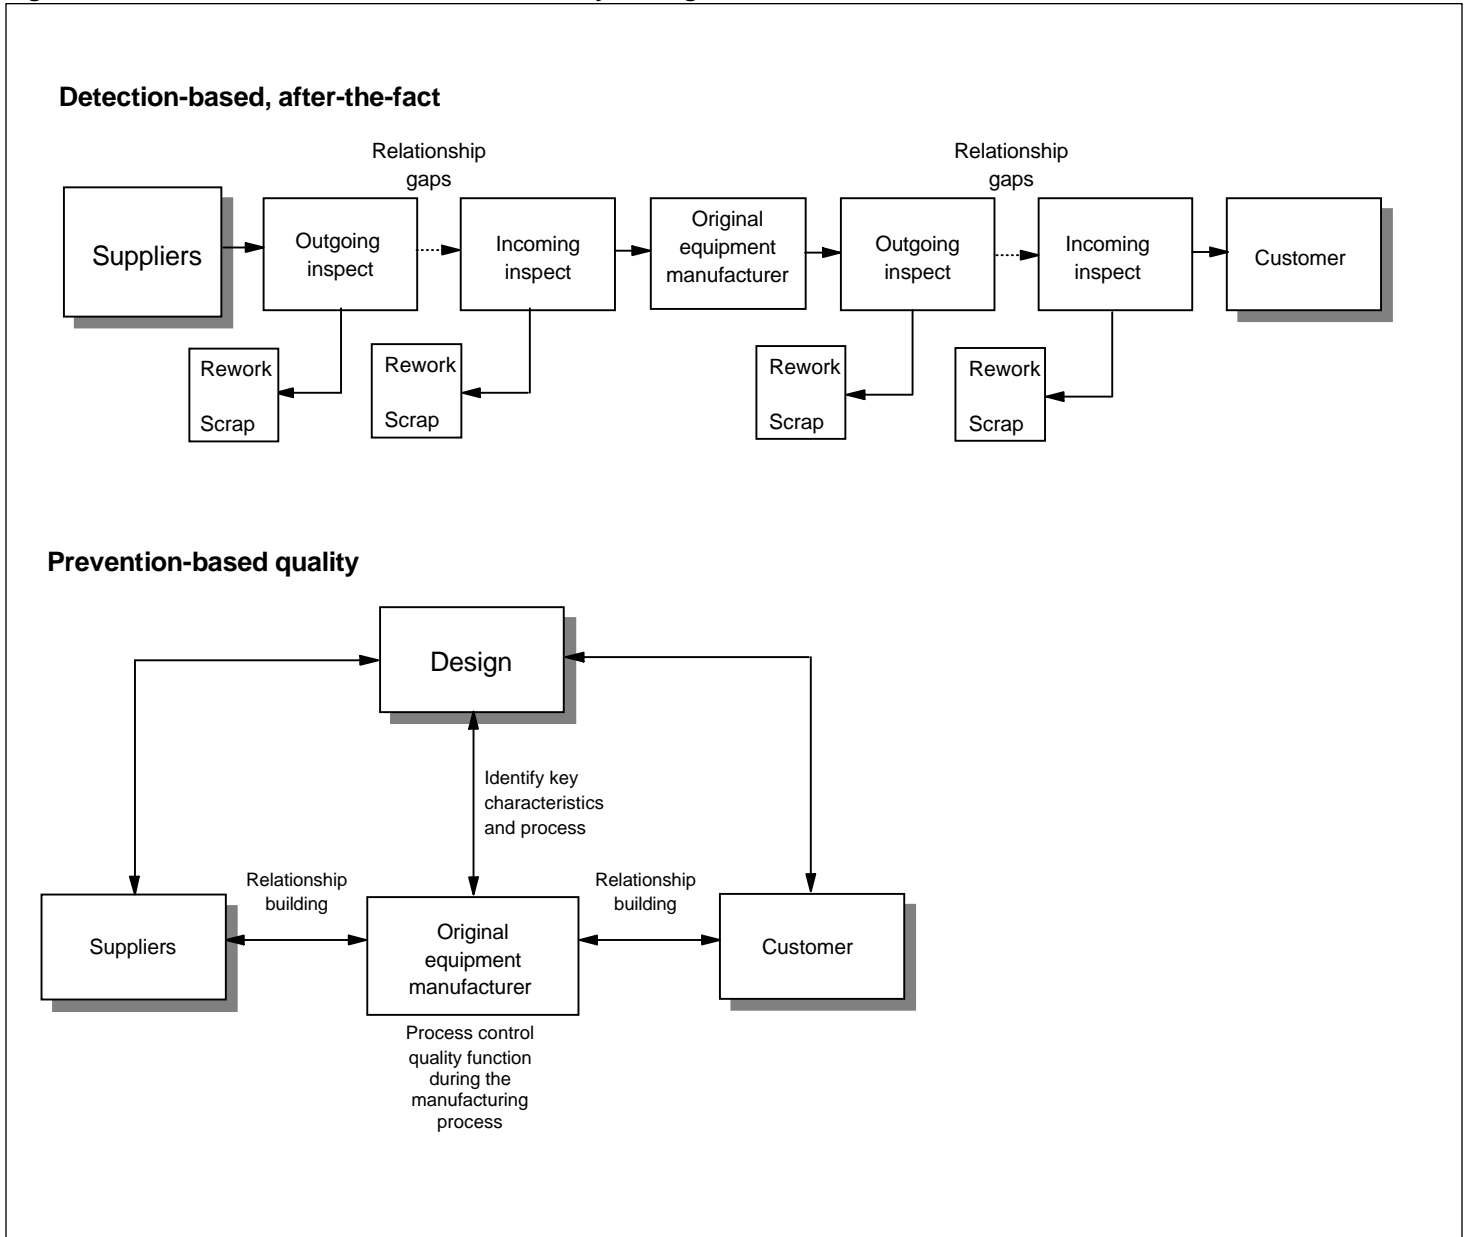 Detection-based, after-the-fact
Relationship
gaps
Relationship
gaps
Suppliers
Outgoing
inspect
Incoming
inspect
Original
equipment
manufacturer
Outgoing
inspect
Incoming
inspect
Customer
Rework
Scrap
Rework
Scrap
Rework
Scrap
Rework
Scrap
Prevention-based quality
Design
Identify key
characteristics
and process
Relationship
building
Relationship
building
Suppliers
Original
equipment
manufacturer
Customer
Process control
quality function
during the
manufacturing
process